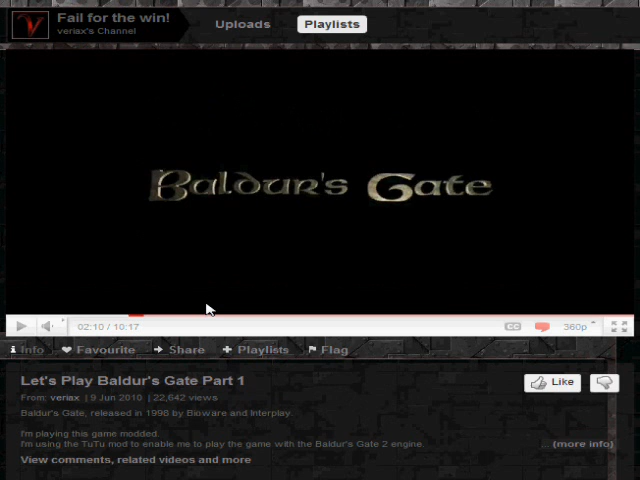 Fail for the win!
veriax's Channel
Uploads
Playlists
Baldur's Gate
02:10 / 10:17
CC
360p
Info
Favourite
Share
Playlists
Flag
Let's Play Baldur's Gate Part 1
Like
From: veriax | 9 Jun 2010 | 22,642 views
Baldur's Gate, released in 1998 by Bioware and Interplay.
I'm playing this game modded.
I'm using the TuTu mod to enable me to play the game with the Baldur's Gate 2 engine.
(more info)
View comments, related videos and more